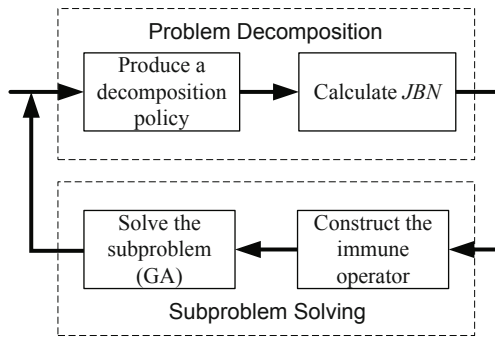 Problem Decomposition
Produce a
decomposition
policy
Calculate JBN
Solve the
subproblem
(GA)
Construct the
immune
operator
Subproblem Solving